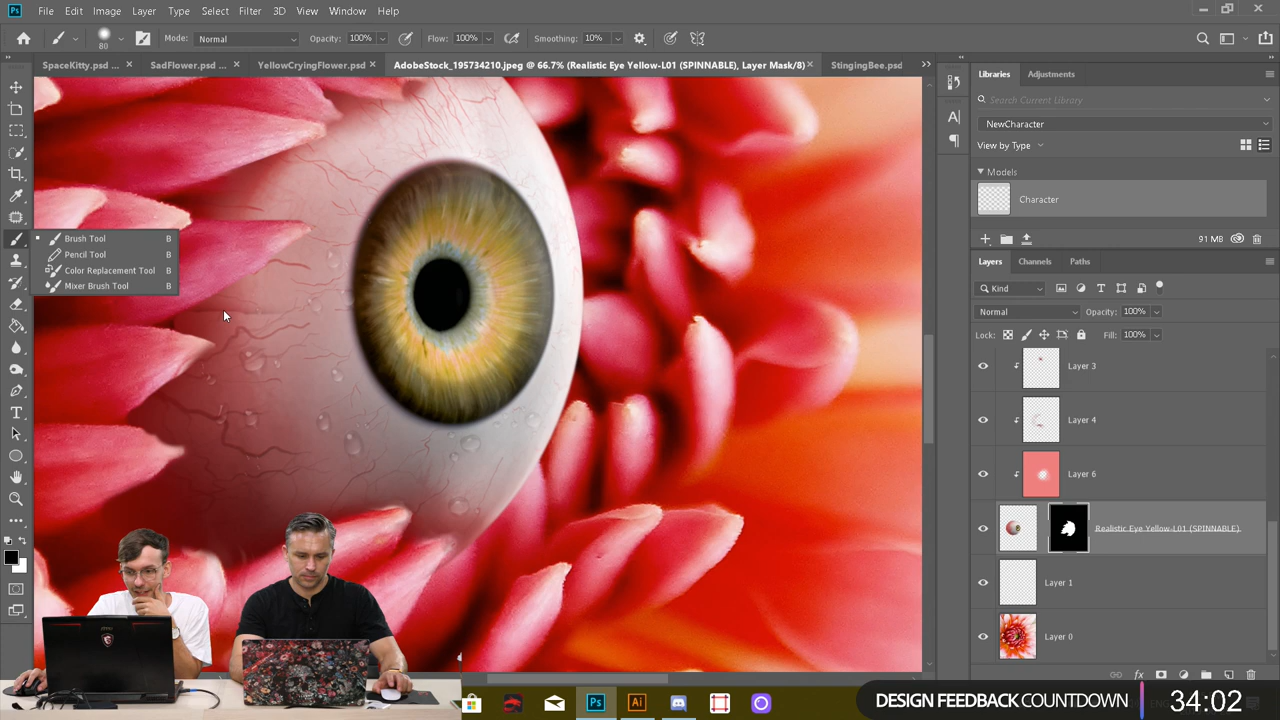 Ps File Edit Image Layer Type Select Filter 3D View Window Help
80 Mode: Normal Opacity: 100% Flow: 100% Smoothing: 10%
SpaceKitty.psd ... × SadFlower.psd ... × YellowCryingFlower.psd × AdobeStock_195734210.jpeg @ 66.7% (Realistic Eye Yellow-L01 (SPINNABLE), Layer Mask/8) × StingingBee.psd
Libraries Adjustments
Search Current Library
NewCharacter
View by Type
Models
Character
91 MB
Layers Channels Paths
Kind
Normal Opacity: 100%
Lock: Fill: 100%
Layer 3
Layer 4
Layer 6
Realistic Eye Yellow-L01 (SPINNABLE)
Layer 1
Layer 0
Brush Tool B
Pencil Tool B
Color Replacement Tool B
Mixer Brush Tool B
Ps Ai
DESIGN FEEDBACK COUNTDOWN 34:02